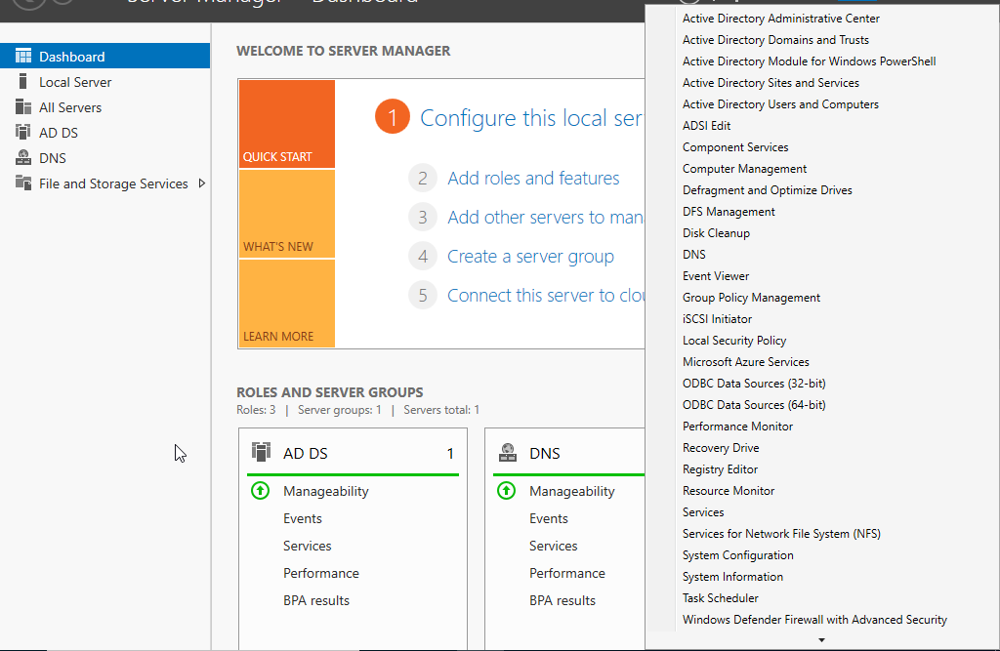 Server Manager Dashboard
Dashboard
Local Server
All Servers
AD DS
DNS
File and Storage Services
WELCOME TO SERVER MANAGER
QUICK START
WHAT'S NEW
LEARN MORE
1 Configure this local ser
2 Add roles and features
3 Add other servers to man
4 Create a server group
5 Connect this server to clou
ROLES AND SERVER GROUPS
Roles: 3 | Server groups: 1 | Servers total: 1
AD DS 1
Manageability
Events
Services
Performance
BPA results
DNS
Manageability
Events
Services
Performance
BPA results
Active Directory Administrative Center
Active Directory Domains and Trusts
Active Directory Module for Windows PowerShell
Active Directory Sites and Services
Active Directory Users and Computers
ADSI Edit
Component Services
Computer Management
Defragment and Optimize Drives
DFS Management
Disk Cleanup
DNS
Event Viewer
Group Policy Management
iSCSI Initiator
Local Security Policy
Microsoft Azure Services
ODBC Data Sources (32-bit)
ODBC Data Sources (64-bit)
Performance Monitor
Recovery Drive
Registry Editor
Resource Monitor
Services
Services for Network File System (NFS)
System Configuration
System Information
Task Scheduler
Windows Defender Firewall with Advanced Security